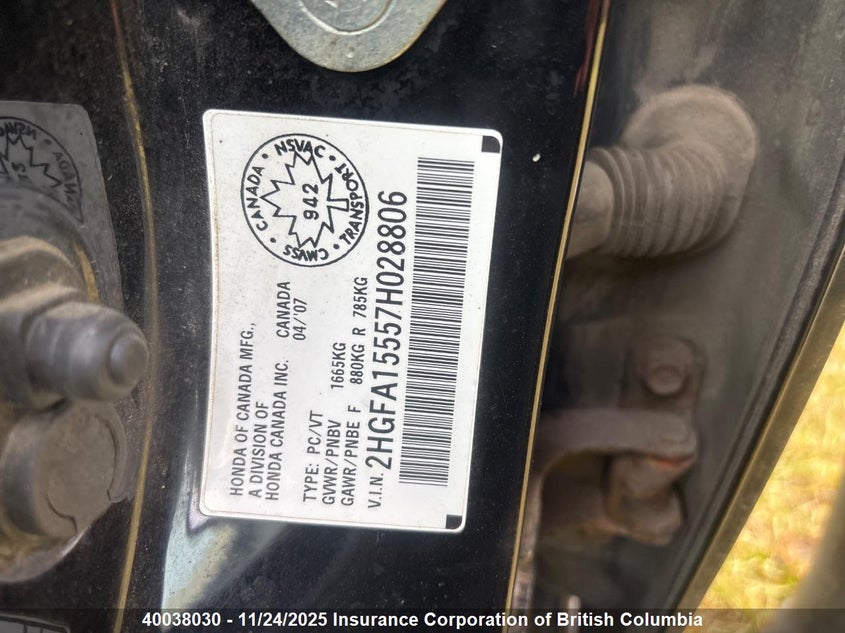 HONDA OF CANADA MFG.,
A DIVISION OF
HONDA CANADA INC. CANADA
04/'07
TYPE: PC/VT
GVWR/PNBV 1665KG
GAWR/PNBE F 880KG R 785KG
V.I.N. 2HGFA15557H028806
CANADA • NSVAC • TRANSPORT • CMVSS •
942
40038030 - 11/24/2025 Insurance Corporation of British Columbia